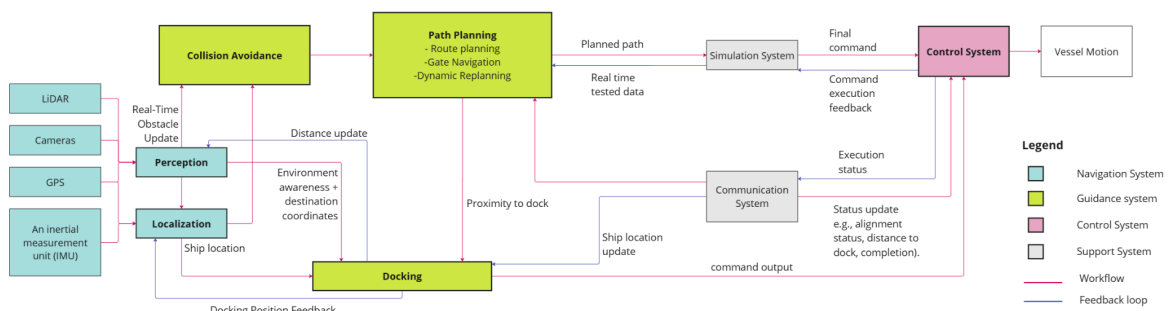 Collision Avoidance
Path Planning
- Route planning
-Gate Navigation
-Dynamic Replanning
Planned path
Real time
tested data
Simulation System
Final
command
Command
execution
feedback
Control System
Vessel Motion
LiDAR
Cameras
GPS
An inertial
measurement
unit (IMU)
Real-Time
Obstacle
Update
Perception
Localization
Ship location
Distance update
Environment
awareness +
destination
coordinates
Proximity to dock
Execution
status
Communication
System
Ship location
update
Status update
e.g., alignment
status, distance to
dock, completion).
Docking
command output
Docking Position Feedback
Legend
Navigation System
Guidance system
Control System
Support System
Workflow
Feedback loop